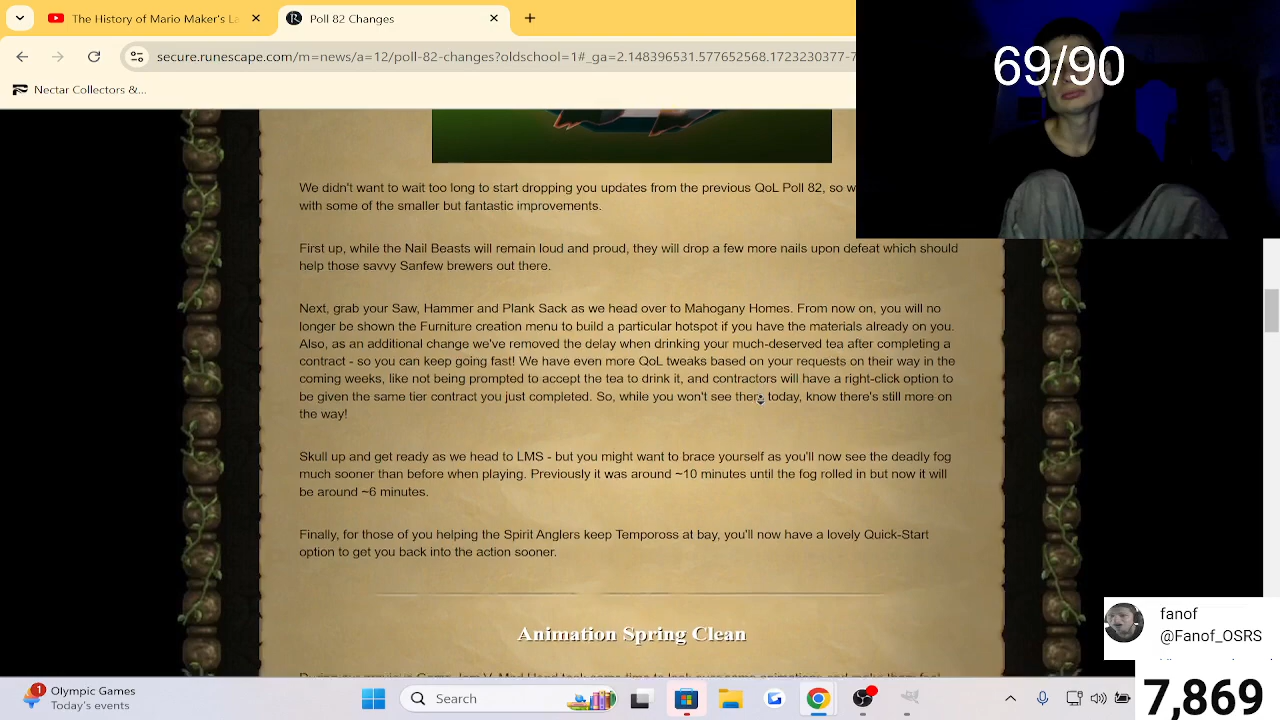 The History of Mario Maker's La
Poll 82 Changes
secure.runescape.com/m=news/a=12/poll-82-changes?oldschool=1#_ga=2.148396531.577652568.1723230377-7
Nectar Collectors &...
69/90
We didn't want to wait too long to start dropping you updates from the previous QoL Poll 82, so w
with some of the smaller but fantastic improvements.
First up, while the Nail Beasts will remain loud and proud, they will drop a few more nails upon defeat which should
help those savvy Sanfew brewers out there.
Next, grab your Saw, Hammer and Plank Sack as we head over to Mahogany Homes. From now on, you will no
longer be shown the Furniture creation menu to build a particular hotspot if you have the materials already on you.
Also, as an additional change we've removed the delay when drinking your much-deserved tea after completing a
contract - so you can keep going fast! We have even more QoL tweaks based on your requests on their way in the
coming weeks, like not being prompted to accept the tea to drink it, and contractors will have a right-click option to
be given the same tier contract you just completed. So, while you won't see them today, know there's still more on
the way!
Skull up and get ready as we head to LMS - but you might want to brace yourself as you'll now see the deadly fog
much sooner than before when playing. Previously it was around ~10 minutes until the fog rolled in but now it will
be around ~6 minutes.
Finally, for those of you helping the Spirit Anglers keep Tempoross at bay, you'll now have a lovely Quick-Start
option to get you back into the action sooner.
Animation Spring Clean
fanof
@Fanof_OSRS
7,869
1
Olympic Games
Today's events
Search